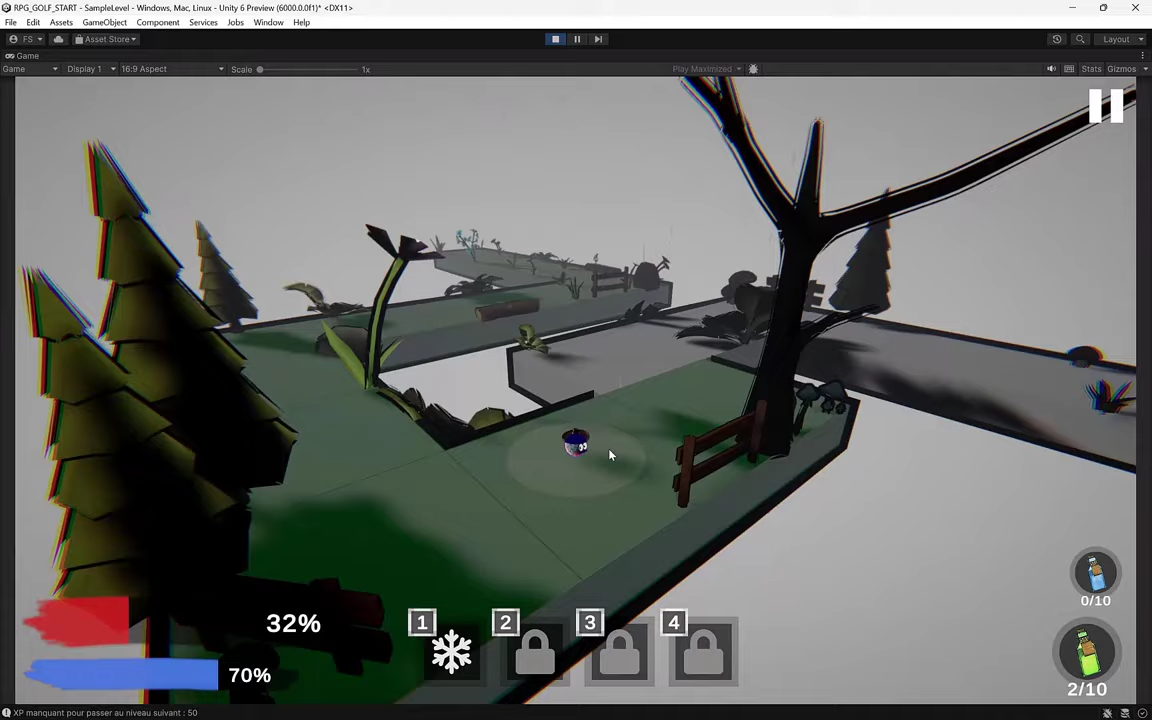 RPG_GOLF_START - SampleLevel - Windows, Mac, Linux - Unity 6 Preview (6000.0.0f1)* <DX11>
File Edit Assets GameObject Component Services Jobs Window Help
FS Asset Store Layout
Game
Game Display 1 16:9 Aspect Scale 1x Play Maximized Stats Gizmos
0/10
1 2 3 4
32%
70%
2/10
XP manquant pour passer au niveau suivant : 50